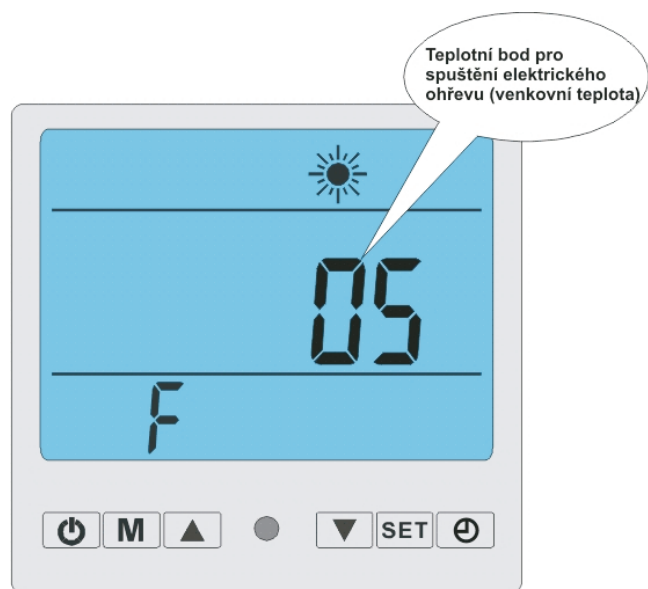 Teplotní bod pro
spuštění elektrického
ohřevu (venkovní teplota)
05
F
M SET